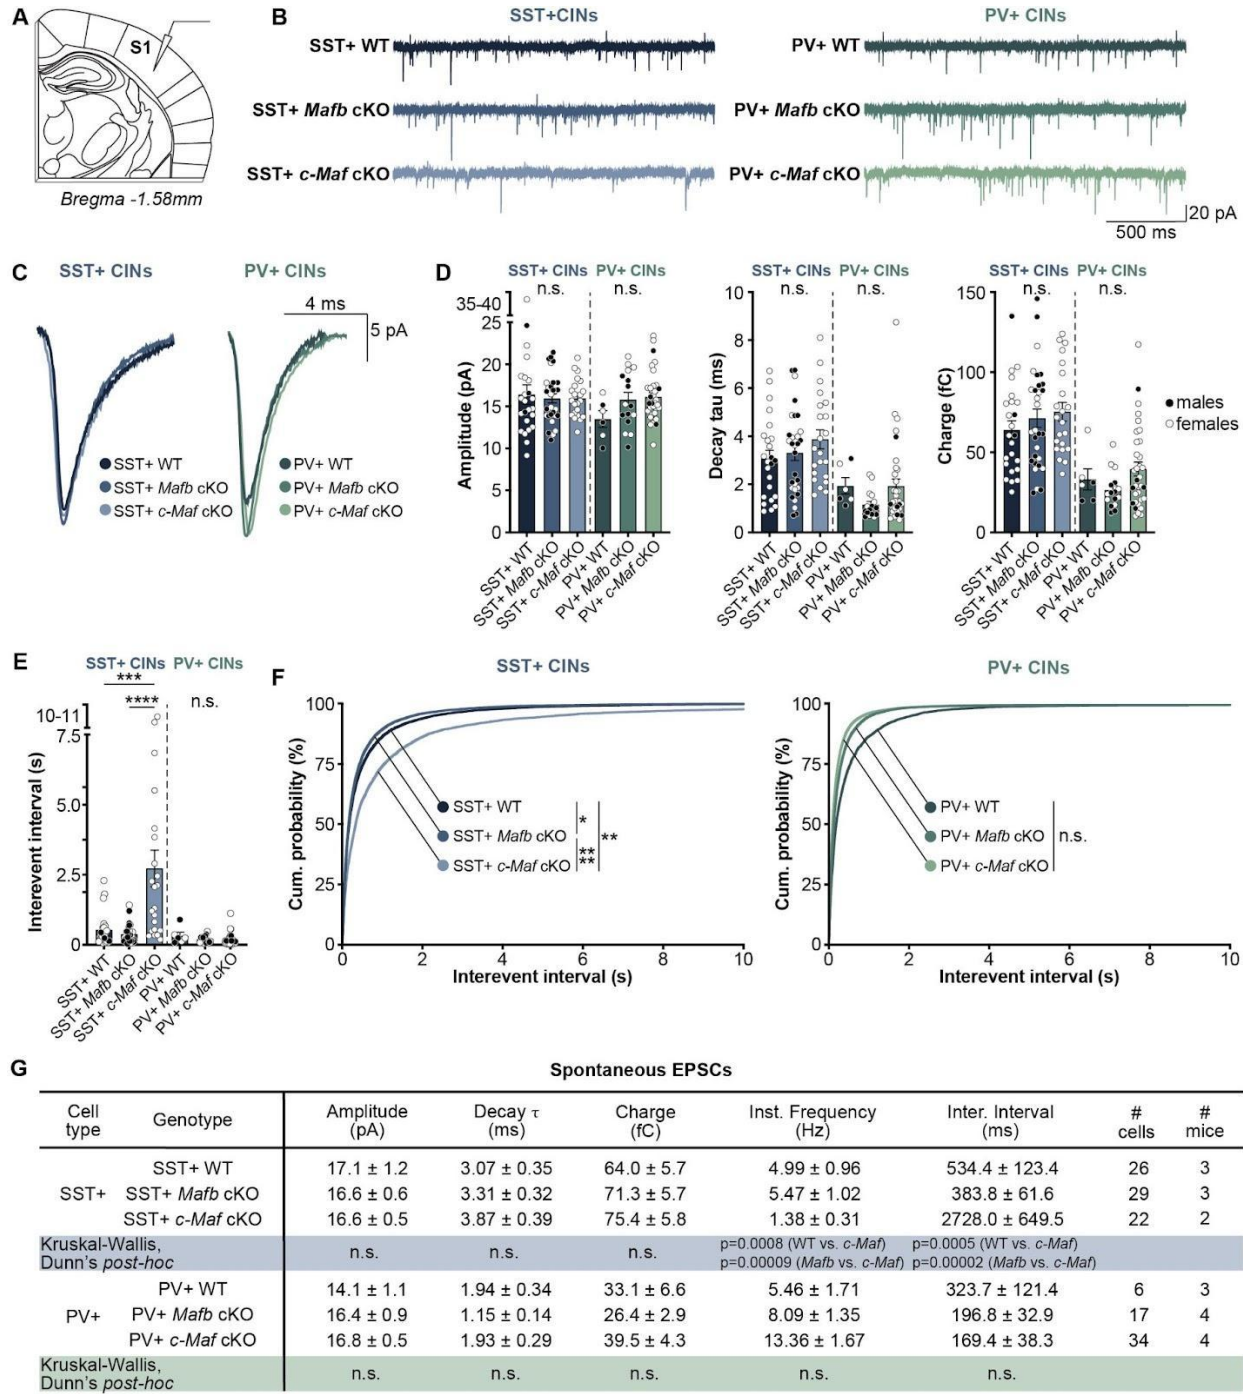 A
S1
Bregma -1.58mm
B
SST+CINs
PV+ CINs
SST+ WT
PV+ WT
SST+ Mafb cKO
PV+ Mafb cKO
SST+ c-Maf cKO
PV+ c-Maf cKO
20 pA
500 ms
C
SST+ CINs
PV+ CINs
4 ms
5 pA
SST+ WT
PV+ WT
SST+ Mafb cKO
PV+ Mafb cKO
SST+ c-Maf cKO
PV+ c-Maf cKO
D
SST+ CINs PV+ CINs
n.s. n.s.
35-40
25
20
15
10
5
0
Amplitude (pA)
SST+ WT
SST+ Mafb cKO
SST+ c-Maf cKO
PV+ WT
PV+ Mafb cKO
PV+ c-Maf cKO
SST+ CINs PV+ CINs
n.s. n.s.
10
8
6
4
2
0
Decay tau (ms)
SST+ WT
SST+ Mafb cKO
SST+ c-Maf cKO
PV+ WT
PV+ Mafb cKO
PV+ c-Maf cKO
SST+ CINs PV+ CINs
n.s. n.s.
150
100
50
0
Charge (fC)
SST+ WT
SST+ Mafb cKO
SST+ c-Maf cKO
PV+ WT
PV+ Mafb cKO
PV+ c-Maf cKO
males
females
E
SST+ CINs PV+ CINs
*** n.s.
****
10-11
7.5
5.0
2.5
0
Interevent interval (s)
SST+ WT
SST+ Mafb cKO
SST+ c-Maf cKO
PV+ WT
PV+ Mafb cKO
PV+ c-Maf cKO
F
SST+ CINs
100
75
50
25
0
Cum. probability (%)
SST+ WT
SST+ Mafb cKO
SST+ c-Maf cKO
*
**
**
**
0 2 4 6 8 10
Interevent interval (s)
PV+ CINs
100
75
50
25
0
Cum. probability (%)
PV+ WT
PV+ Mafb cKO
PV+ c-Maf cKO
n.s.
0 2 4 6 8 10
Interevent interval (s)
G
Spontaneous EPSCs
Cell type Genotype Amplitude (pA) Decay τ (ms) Charge (fC) Inst. Frequency (Hz) Inter. Interval (ms) # cells # mice
SST+ WT 17.1 ± 1.2 3.07 ± 0.35 64.0 ± 5.7 4.99 ± 0.96 534.4 ± 123.4 26 3
SST+ SST+ Mafb cKO 16.6 ± 0.6 3.31 ± 0.32 71.3 ± 5.7 5.47 ± 1.02 383.8 ± 61.6 29 3
SST+ c-Maf cKO 16.6 ± 0.5 3.87 ± 0.39 75.4 ± 5.8 1.38 ± 0.31 2728.0 ± 649.5 22 2
Kruskal-Wallis, p=0.0008 (WT vs. c-Maf) p=0.0005 (WT vs. c-Maf)
Dunn's post-hoc n.s. n.s. n.s. p=0.00009 (Mafb vs. c-Maf) p=0.00002 (Mafb vs. c-Maf)
PV+ WT 14.1 ± 1.1 1.94 ± 0.34 33.1 ± 6.6 5.46 ± 1.71 323.7 ± 121.4 6 3
PV+ PV+ Mafb cKO 16.4 ± 0.9 1.15 ± 0.14 26.4 ± 2.9 8.09 ± 1.35 196.8 ± 32.9 17 4
PV+ c-Maf cKO 16.8 ± 0.5 1.93 ± 0.29 39.5 ± 4.3 13.36 ± 1.67 169.4 ± 38.3 34 4
Kruskal-Wallis,
Dunn's post-hoc n.s. n.s. n.s. n.s. n.s.